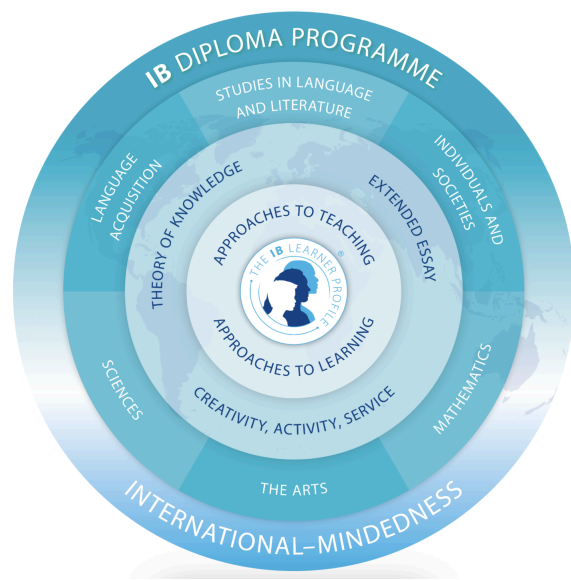 IB DIPLOMA PROGRAMME
STUDIES IN LANGUAGE
AND LITERATURE
LANGUAGE
ACQUISITION
INDIVIDUALS AND
SOCIETIES
THEORY OF KNOWLEDGE
EXTENDED ESSAY
APPROACHES TO TEACHING
THE IB LEARNER PROFILE
®
APPROACHES TO LEARNING
CREATIVITY, ACTIVITY, SERVICE
SCIENCES
MATHEMATICS
THE ARTS
INTERNATIONAL–MINDEDNESS